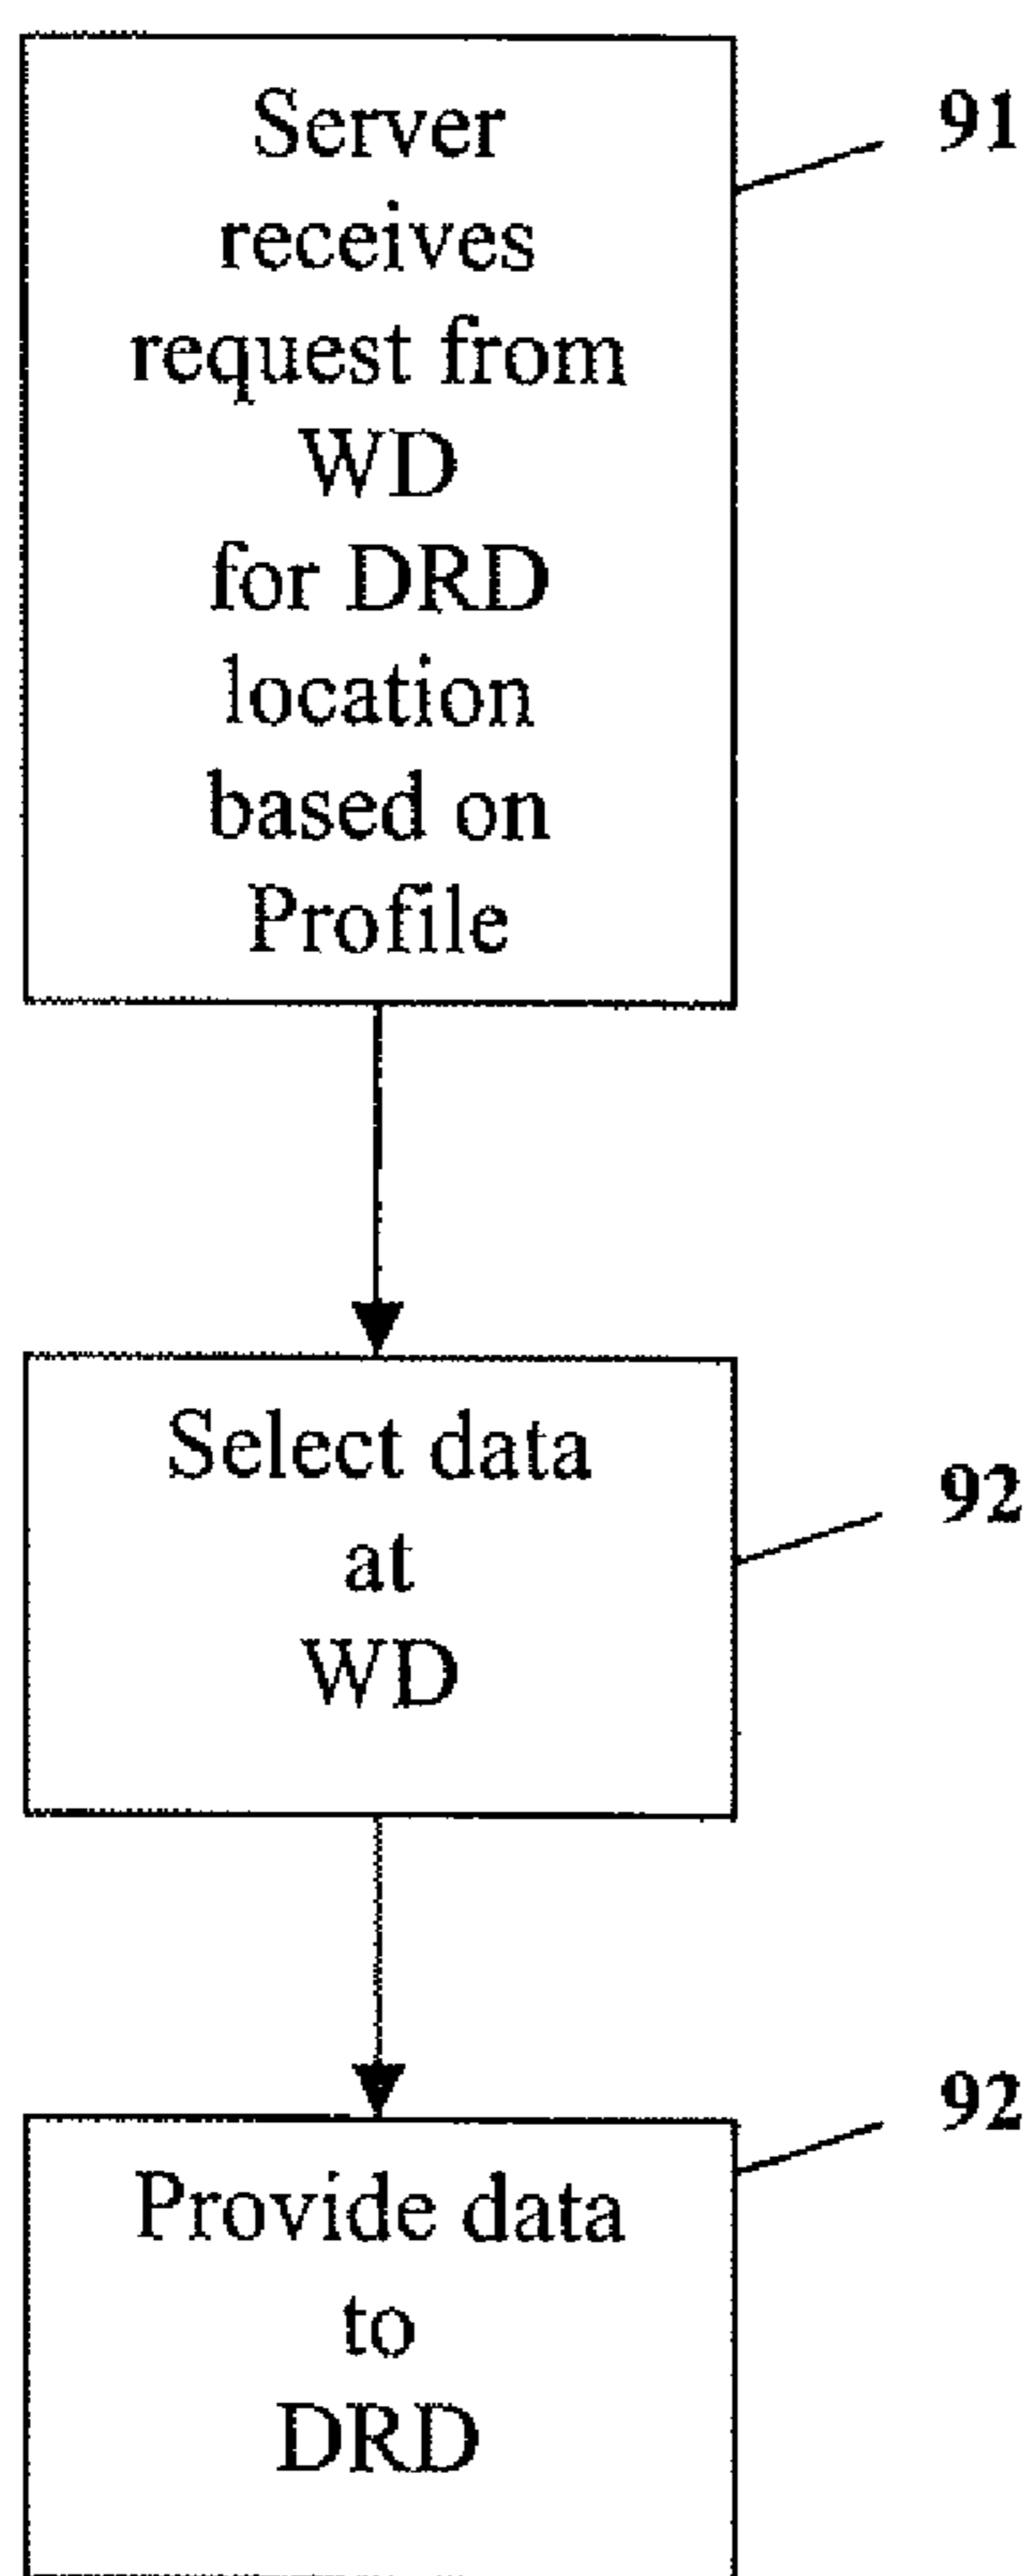 Server
receives
request from
WD
for DRD
location
based on
Profile
91
Select data
at
WD
92
Provide data
to
DRD
92